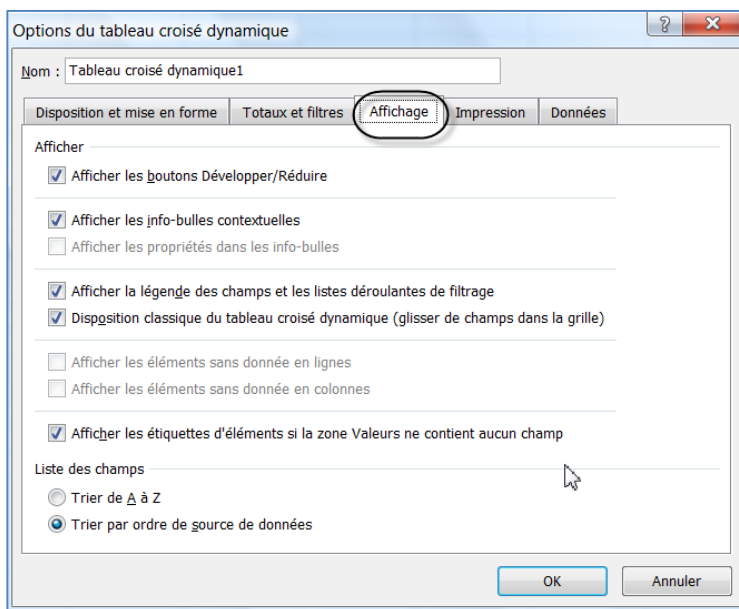 Options du tableau croisé dynamique
Nom : Tableau croisé dynamique1
Disposition et mise en forme Totaux et filtres Affichage Impression Données
Afficher
Afficher les boutons Développer/Réduire
Afficher les info-bulles contextuelles
Afficher les propriétés dans les info-bulles
Afficher la légende des champs et les listes déroulantes de filtrage
Disposition classique du tableau croisé dynamique (glisser de champs dans la grille)
Afficher les éléments sans donnée en lignes
Afficher les éléments sans donnée en colonnes
Afficher les étiquettes d'éléments si la zone Valeurs ne contient aucun champ
Liste des champs
Trier de A à Z
Trier par ordre de source de données
OK Annuler